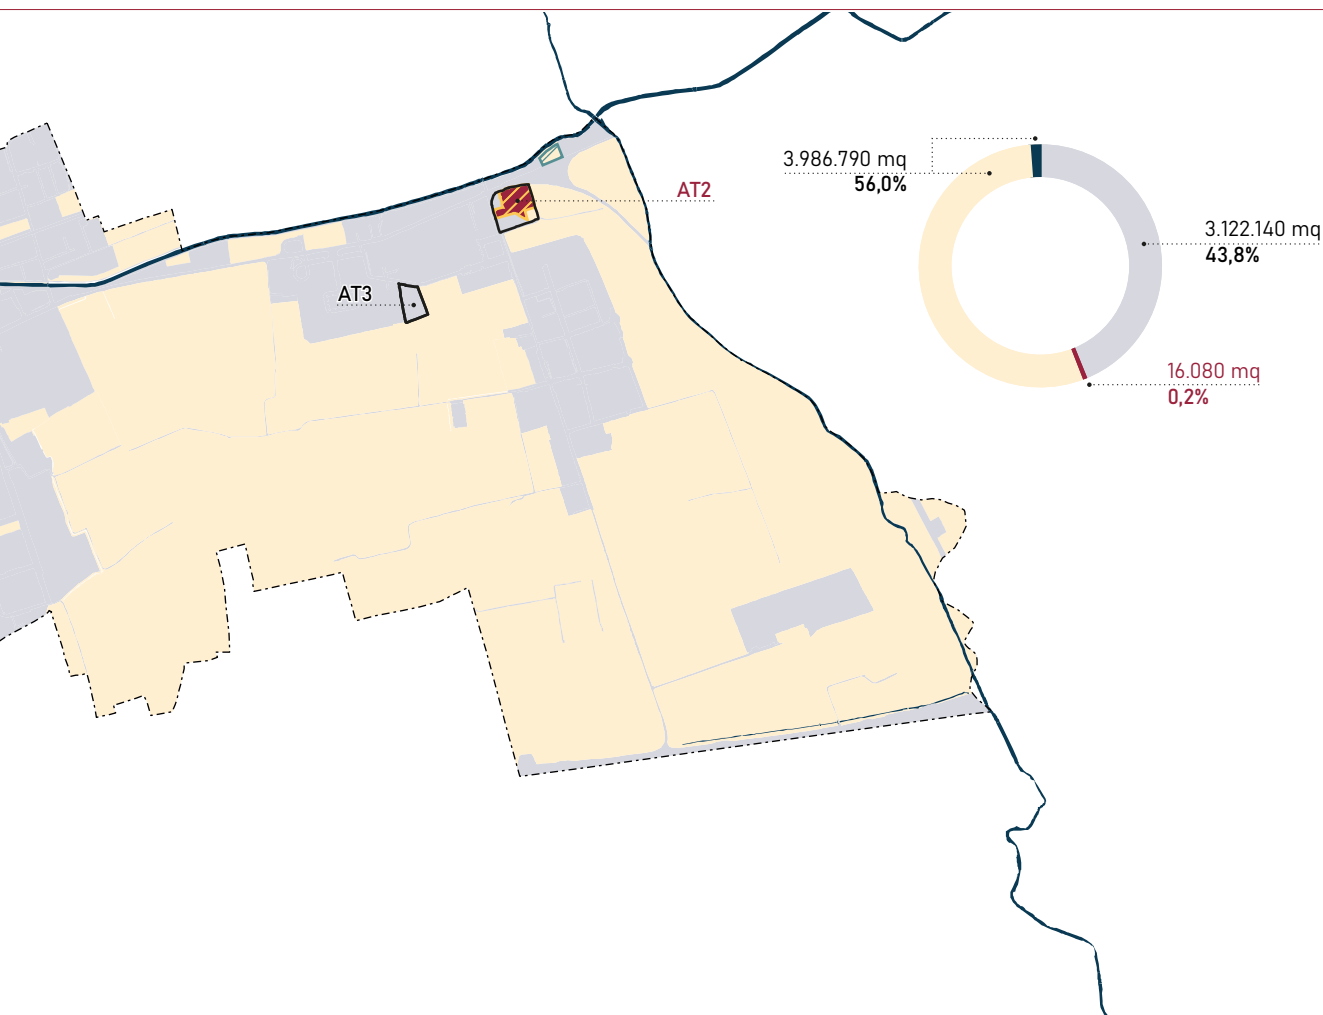 3.986.790 mq
56,0%
AT2
3.122.140 mq
43,8%
AT3
16.080 mq
0,2%